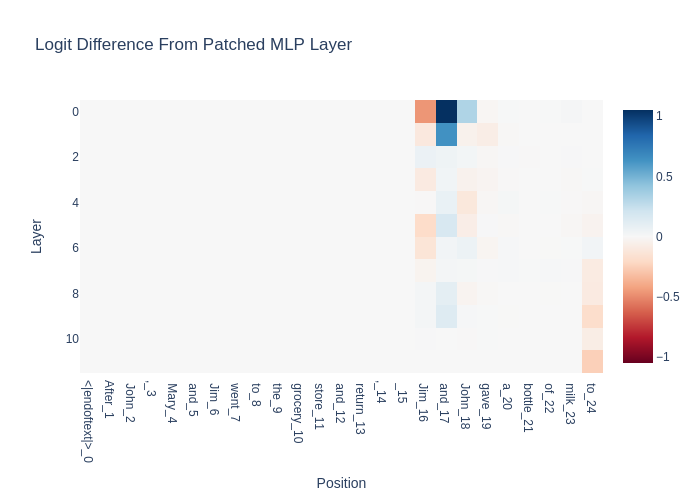 Logit Difference From Patched MLP Layer
Layer
0
2
4
6
8
10
1
0.5
0
−0.5
−1
<|endoftext|>_0
After_1
John_2
,_3
Mary_4
and_5
Jim_6
went_7
to_8
the_9
grocery_10
store_11
and_12
return_13
,_14
_15
Jim_16
and_17
John_18
gave_19
a_20
bottle_21
of_22
milk_23
to_24
Position